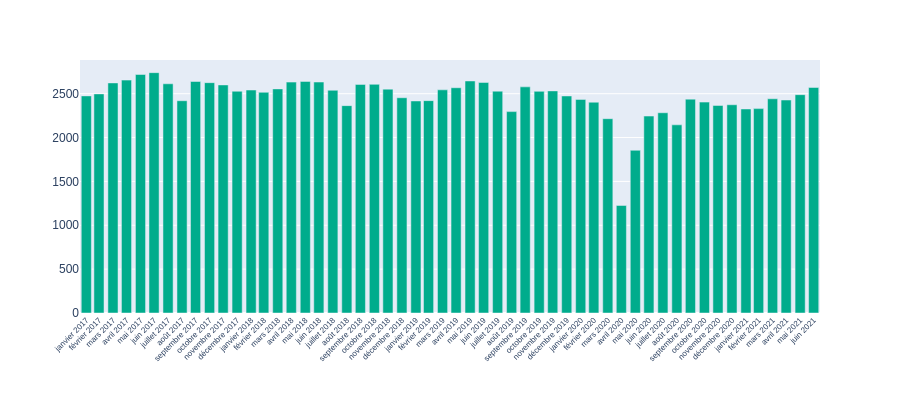 2500
2000
1500
1000
500
0
janvier 2017
février 2017
mars 2017
avril 2017
mai 2017
juin 2017
juillet 2017
août 2017
septembre 2017
octobre 2017
novembre 2017
décembre 2017
janvier 2018
février 2018
mars 2018
avril 2018
mai 2018
juin 2018
juillet 2018
août 2018
septembre 2018
octobre 2018
novembre 2018
décembre 2018
janvier 2019
février 2019
mars 2019
avril 2019
mai 2019
juin 2019
juillet 2019
août 2019
septembre 2019
octobre 2019
novembre 2019
décembre 2019
janvier 2020
février 2020
mars 2020
avril 2020
mai 2020
juin 2020
juillet 2020
août 2020
septembre 2020
octobre 2020
novembre 2020
décembre 2020
janvier 2021
février 2021
mars 2021
avril 2021
mai 2021
juin 2021